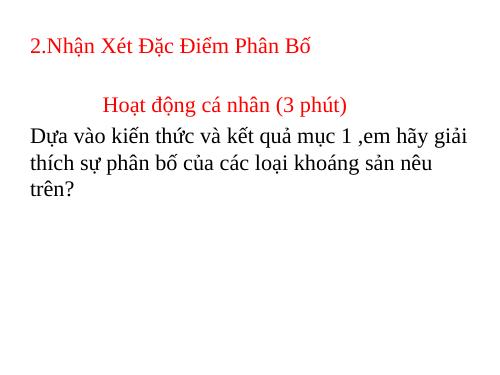 2.Nhận Xét Đặc Điểm Phân Bố
Hoạt động cá nhân (3 phút)
Dựa vào kiến thức và kết quả mục 1 ,em hãy giải
thích sự phân bố của các loại khoáng sản nêu
trên?